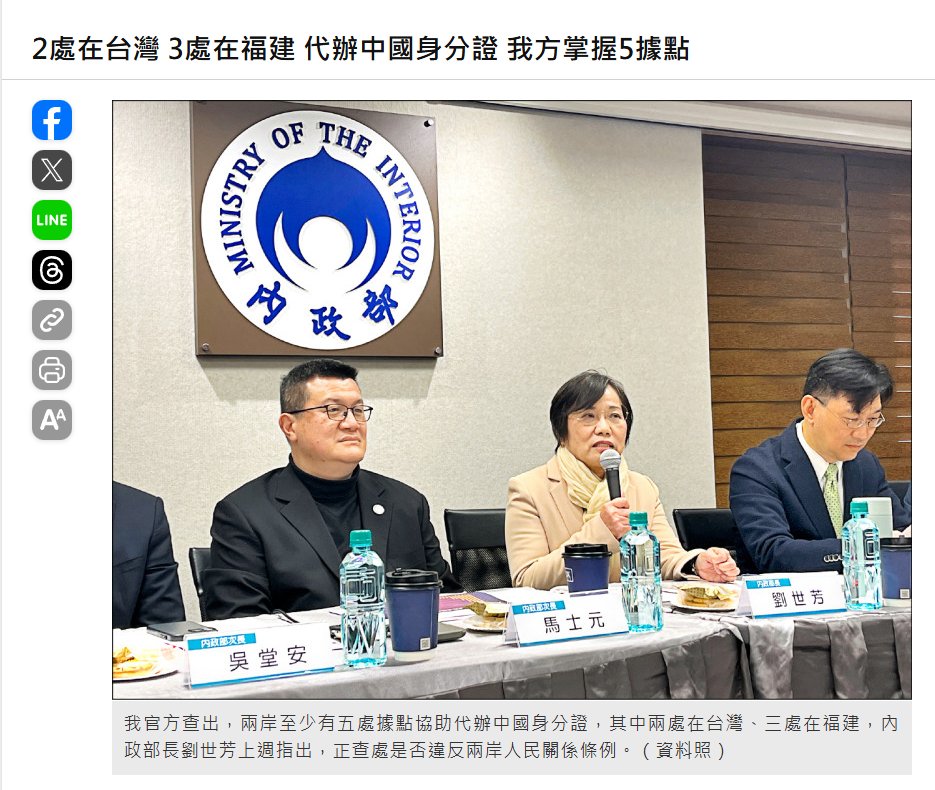 2處在台灣 3處在福建 代辦中國身分證 我方掌握5據點
LINE
AA
MINISTRY OF THE INTERIOR
內政部
內政部次長
吳堂安
內政部次長
馬士元
內政部長
劉世芳
我官方查出，兩岸至少有五處據點協助代辦中國身分證，其中兩處在台灣、三處在福建，內
政部長劉世芳上週指出，正查處是否違反兩岸人民關係條例。（資料照）